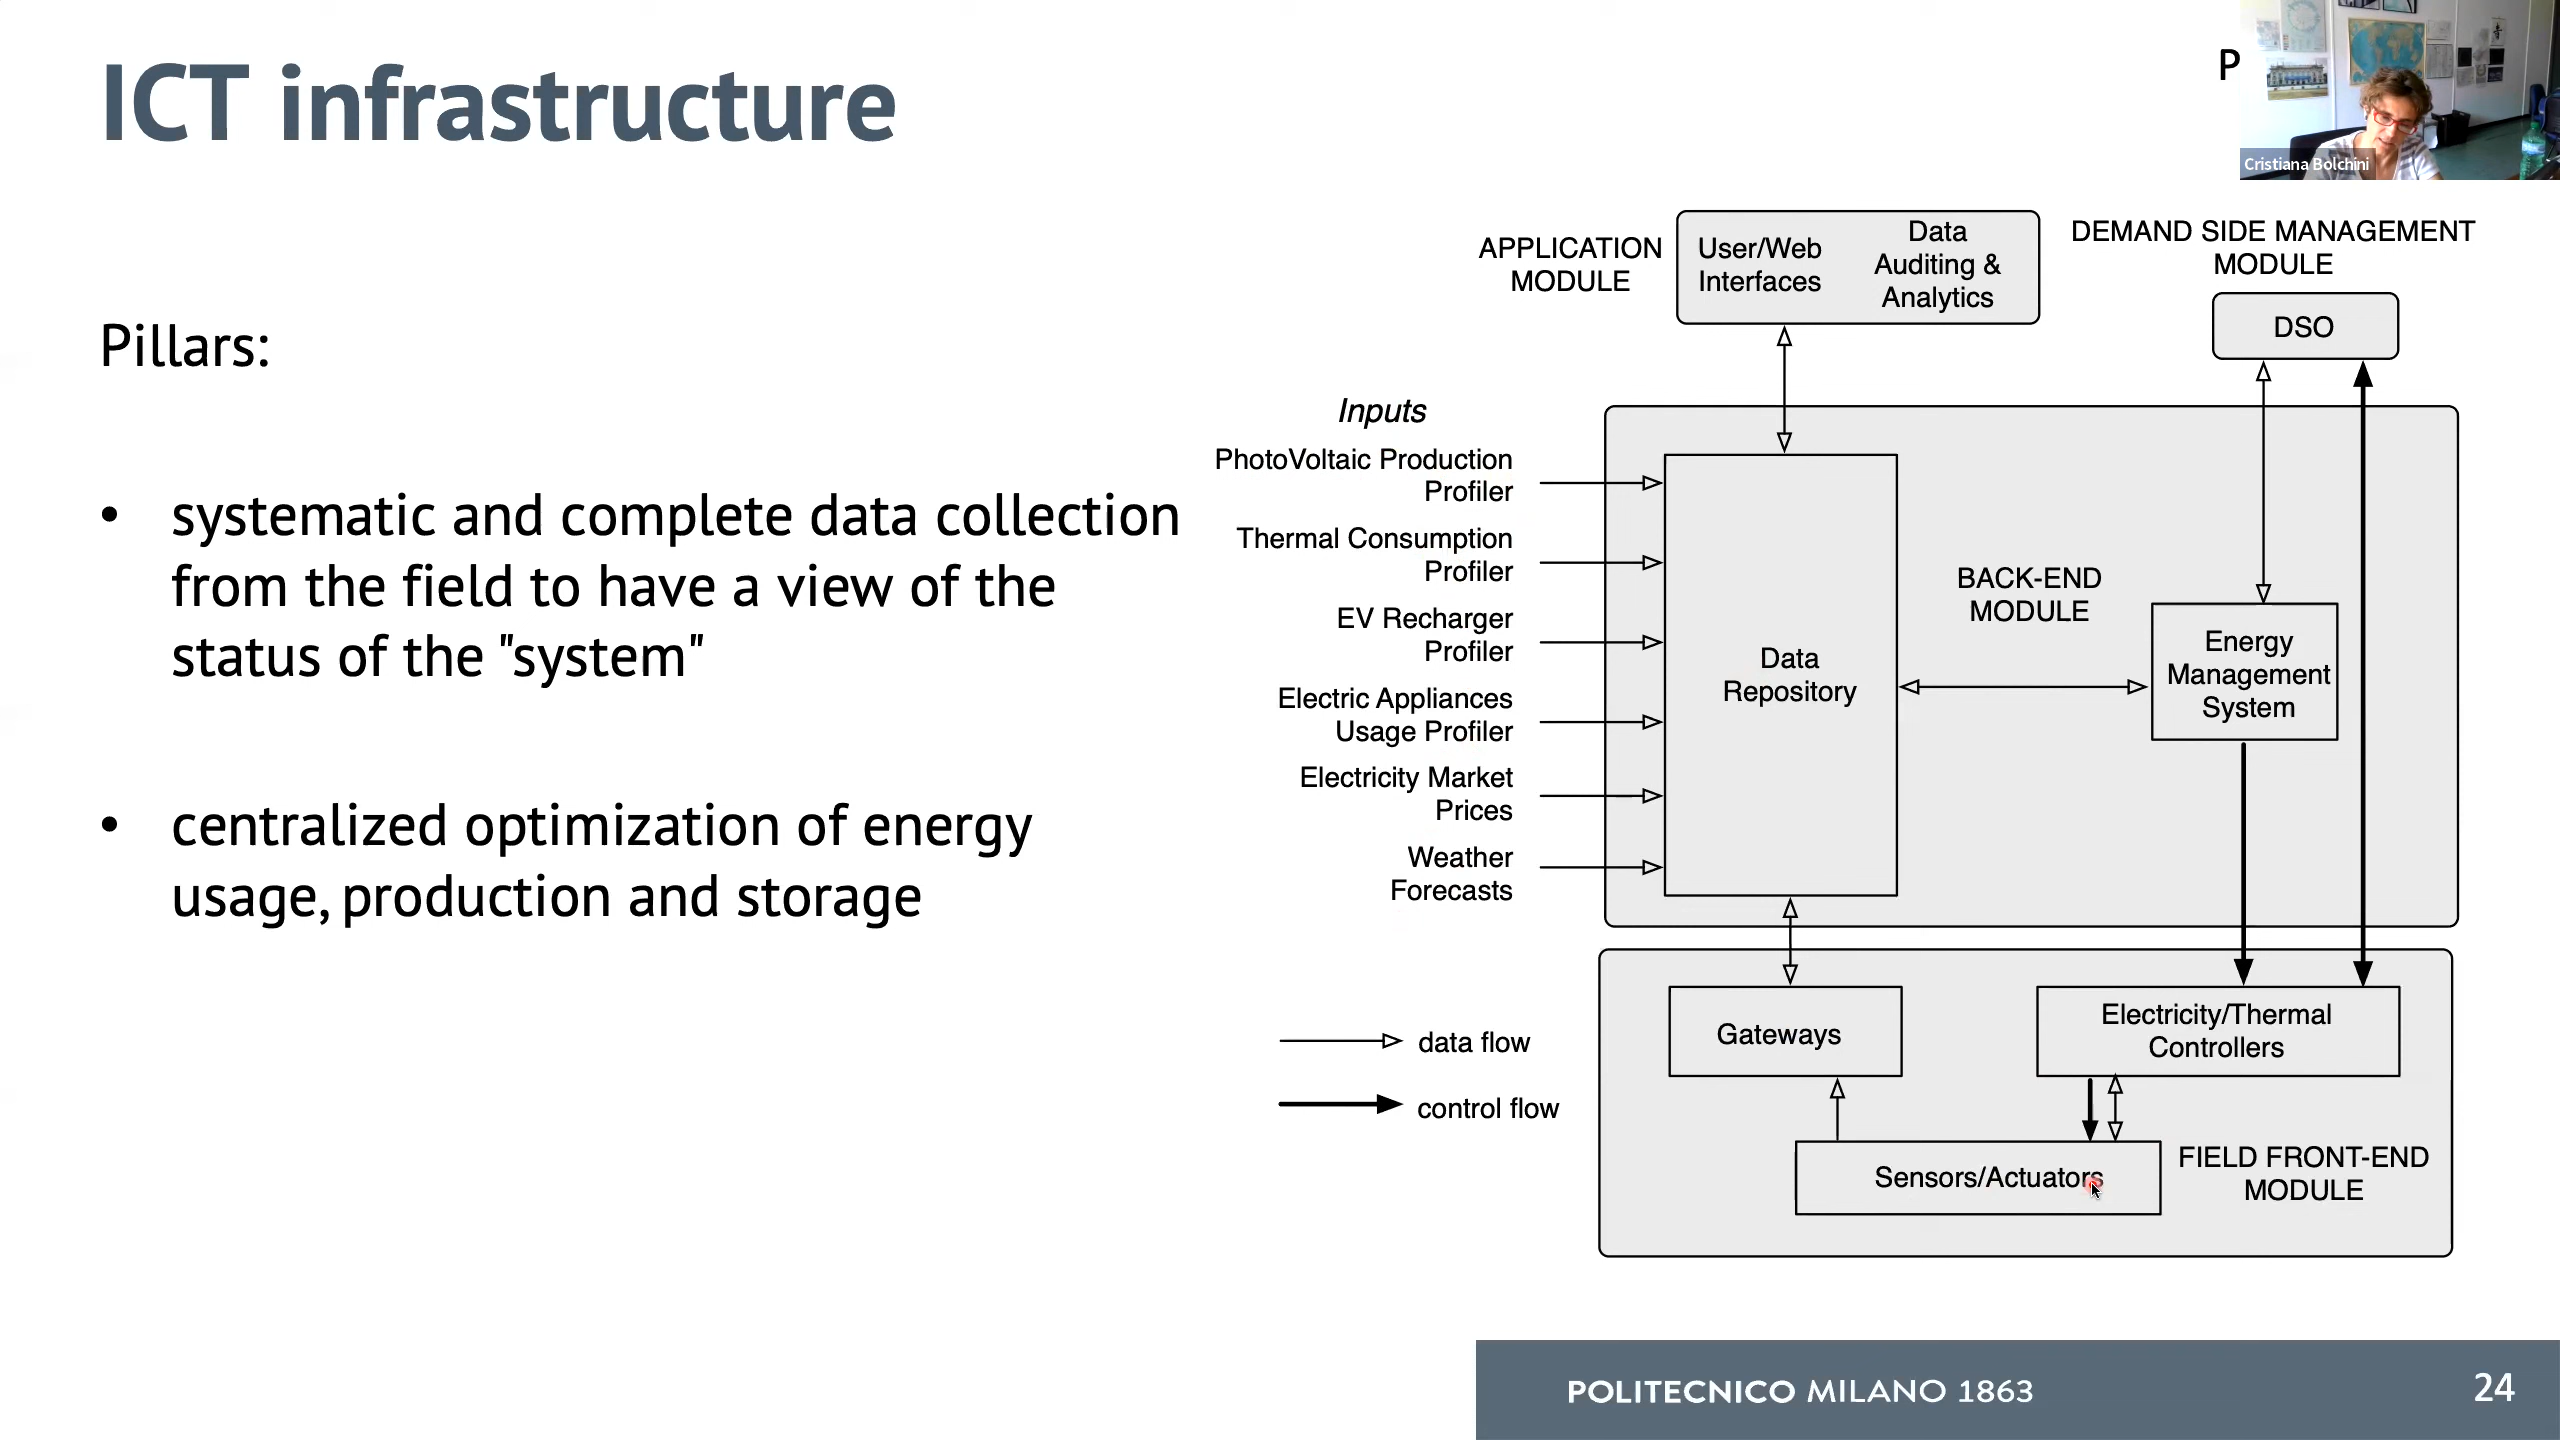 ICT infrastructure
P
Cristiana Bolchini
Pillars:
• systematic and complete data collection
from the field to have a view of the
status of the "system"
• centralized optimization of energy
usage, production and storage
APPLICATION
MODULE
User/Web
Interfaces
Data
Auditing &
Analytics
DEMAND SIDE MANAGEMENT
MODULE
DSO
Inputs
PhotoVoltaic Production
Profiler
Thermal Consumption
Profiler
EV Recharger
Profiler
Electric Appliances
Usage Profiler
Electricity Market
Prices
Weather
Forecasts
Data
Repository
BACK-END
MODULE
Energy
Management
System
data flow
control flow
Gateways
Electricity/Thermal
Controllers
Sensors/Actuators
FIELD FRONT-END
MODULE
POLITECNICO MILANO 1863
24